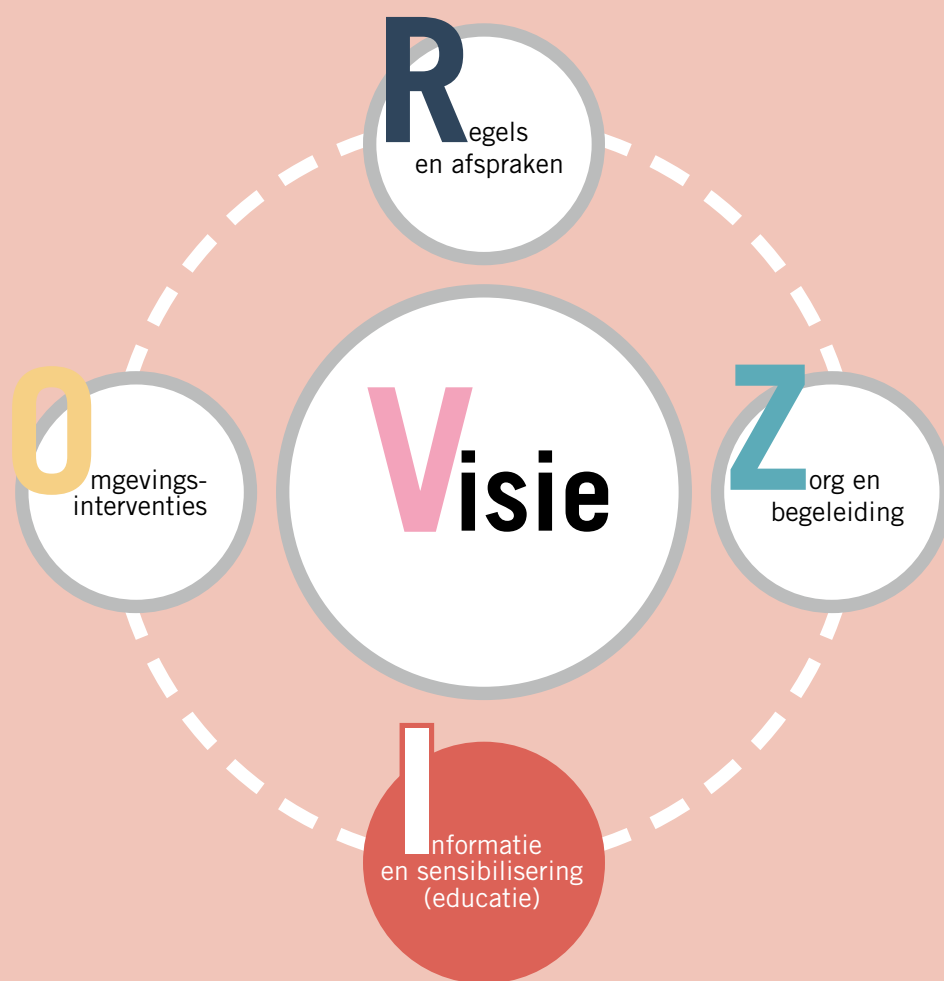 Regels
en afspraken
Omgevings-
interventies
Visie
Zorg en
begeleiding
Informatie
en sensibilisering
(educatie)